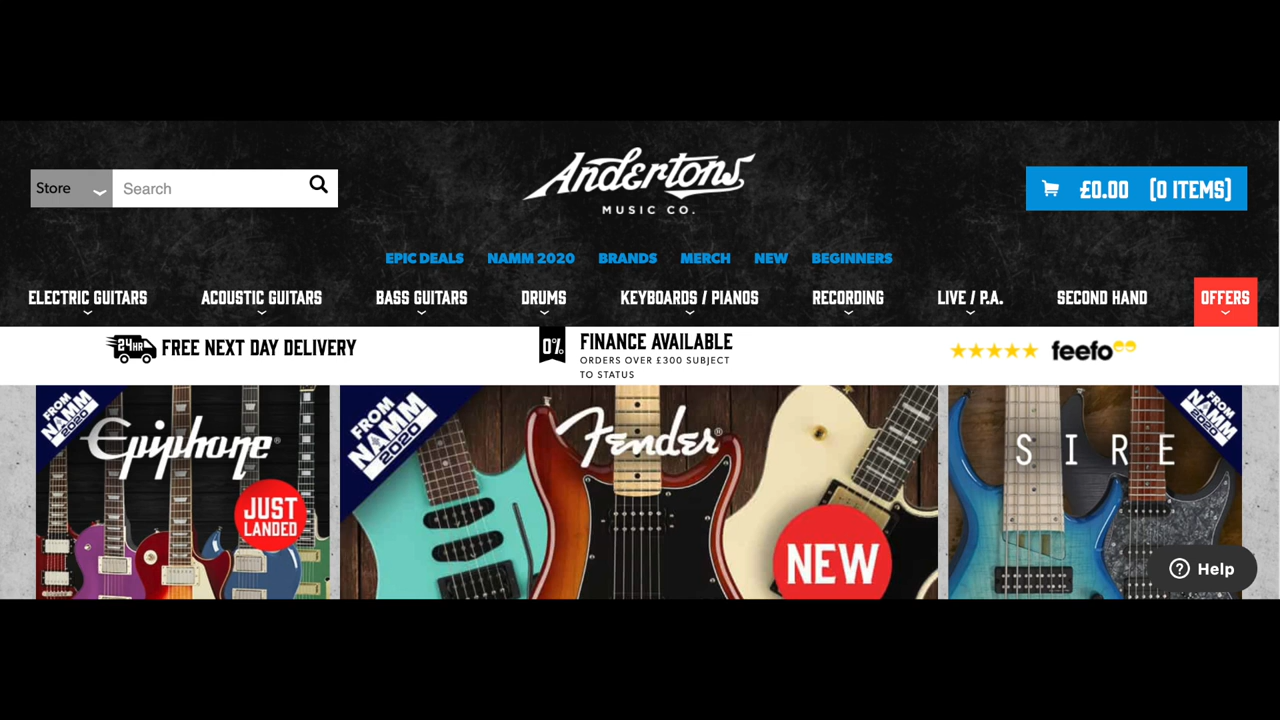 Store
Search
Andertons
MUSIC CO.
£0.00 [0 ITEMS]
EPIC DEALS NAMM 2020 BRANDS MERCH NEW BEGINNERS
ELECTRIC GUITARS ACOUSTIC GUITARS BASS GUITARS DRUMS KEYBOARDS / PIANOS RECORDING LIVE / P.A. SECOND HAND OFFERS
24HR FREE NEXT DAY DELIVERY
0% FINANCE AVAILABLE
ORDERS OVER £300 SUBJECT
TO STATUS
feefo
FROM
NAMM
2020
Epiphone®
JUST
LANDED
FROM
NAMM
2020
Fender®
NEW
SIRE
FROM
NAMM
2020
? Help